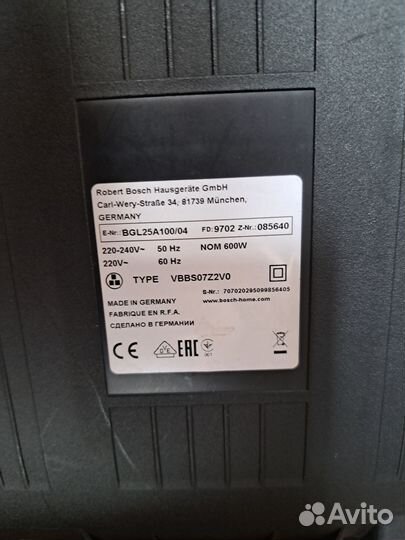 Robert Bosch Hausgeräte GmbH
Carl-Wery-Straße 34, 81739 München,
GERMANY
E-Nr.: BGL25A100/04 FD: 9702 Z-Nr.: 085640
220-240V~ 50 Hz NOM 600W
220V~ 60 Hz
TYPE VBBS07Z2V0
S-Nr.: 707020295099856405
MADE IN GERMANY www.bosch-home.com
FABRIQUE EN R.F.A.
СДЕЛАНО В ГЕРМАНИИ
CE EAC
Avito